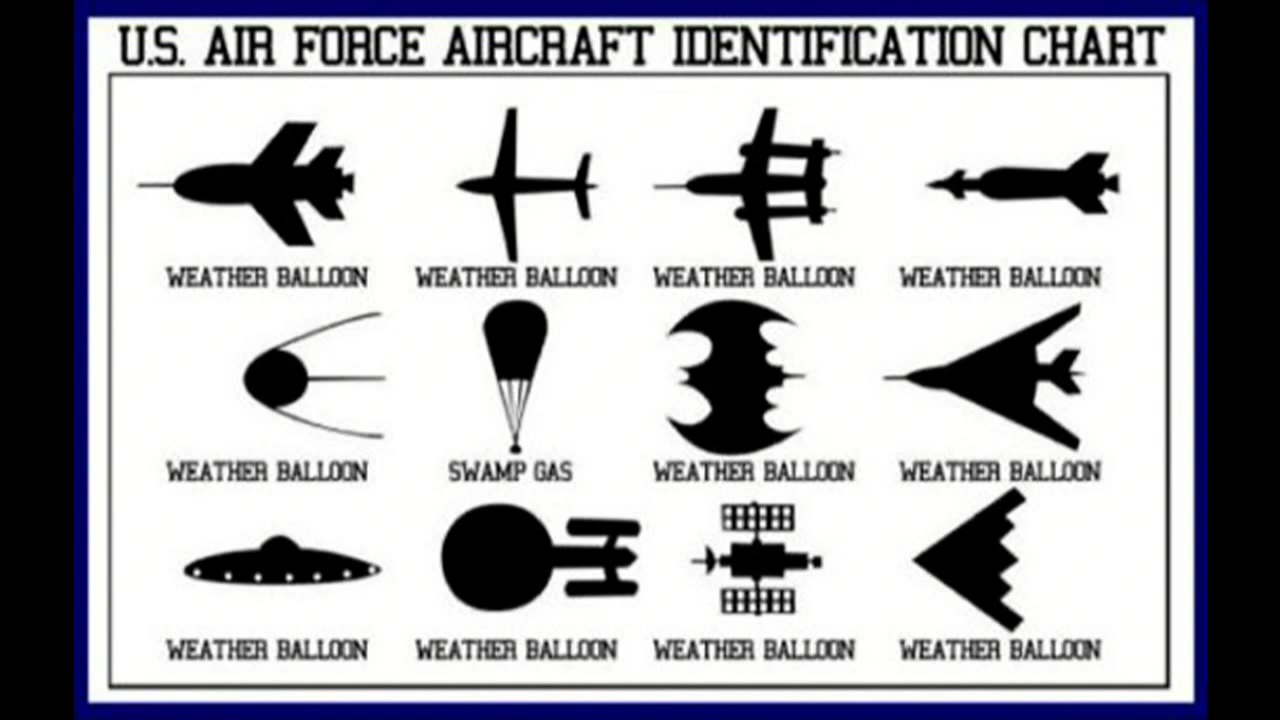 U.S. AIR FORCE AIRCRAFT IDENTIFICATION CHART
WEATHER BALLOON WEATHER BALLOON WEATHER BALLOON WEATHER BALLOON
WEATHER BALLOON SWAMP GAS WEATHER BALLOON WEATHER BALLOON
WEATHER BALLOON WEATHER BALLOON WEATHER BALLOON WEATHER BALLOON